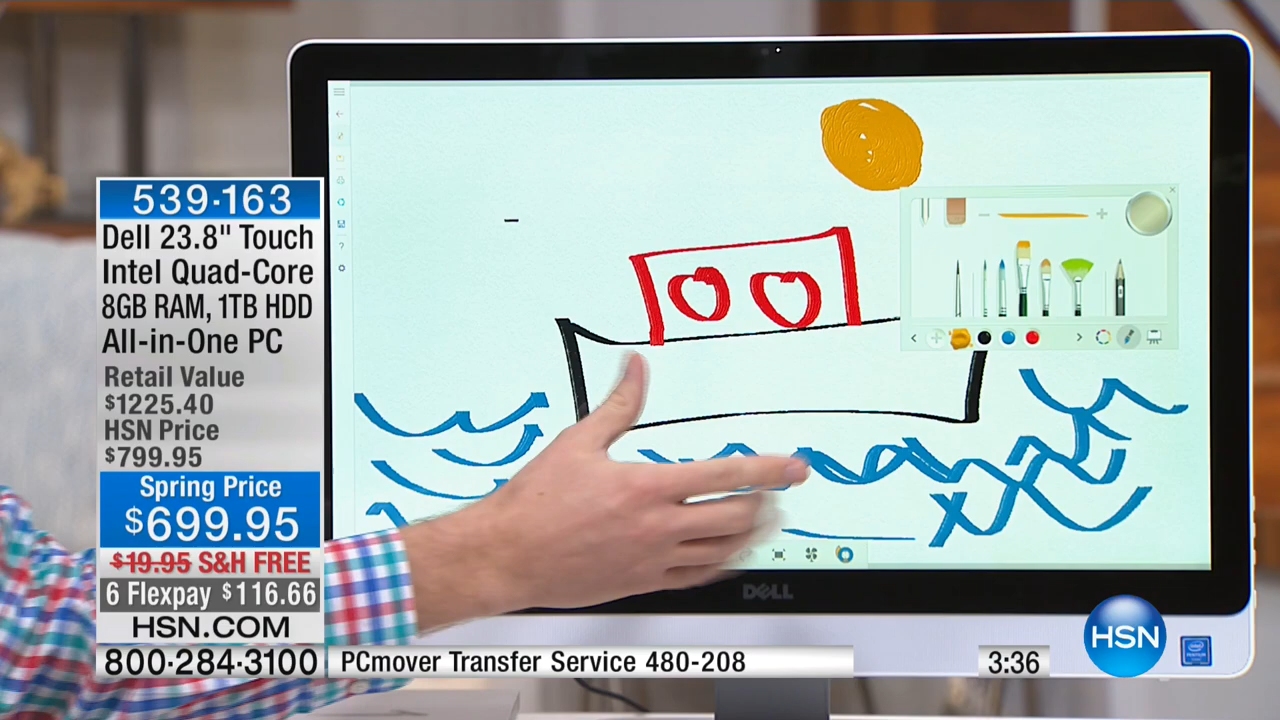 539·163
Dell 23.8" Touch
Intel Quad-Core
8GB RAM, 1TB HDD
All-in-One PC
Retail Value
$1225.40
HSN Price
$799.95
Spring Price
$699.95
$19.95 S&H FREE
6 Flexpay $116.66
HSN.COM
800·284·3100
PCmover Transfer Service 480-208
3:36
HSN
DELL